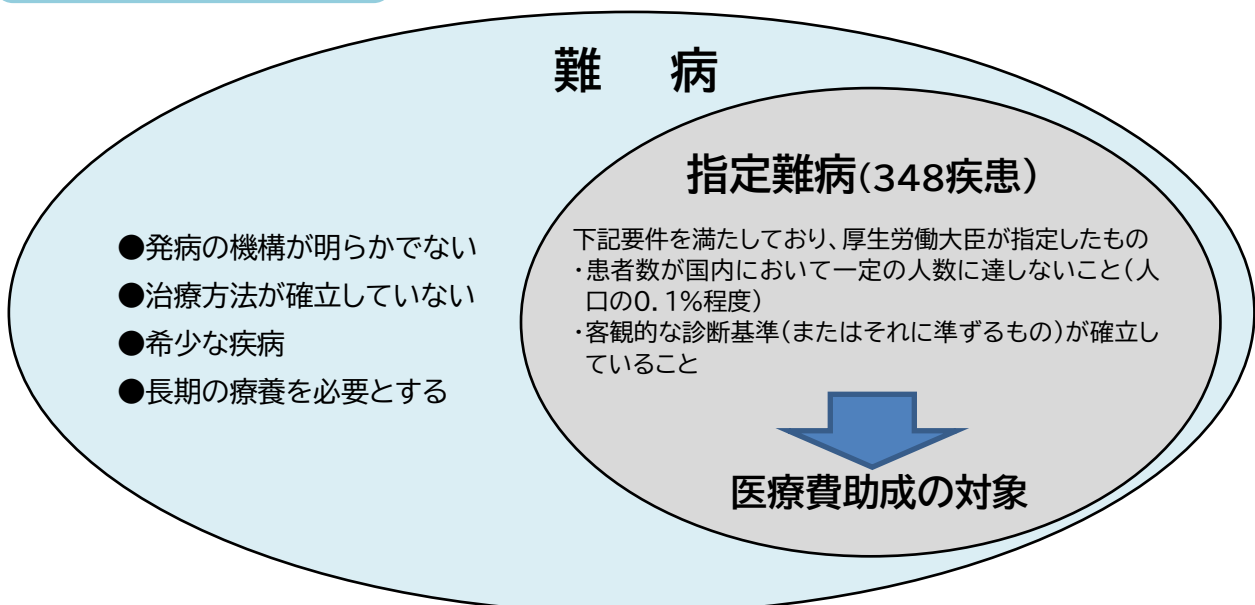 難 病
指定難病(348疾患)
●発病の機構が明らかでない
●治療方法が確立していない
●希少な疾病
●長期の療養を必要とする
下記要件を満たしており、厚生労働大臣が指定したもの
・患者数が国内において一定の人数に達しないこと(人
口の0.1%程度)
・客観的な診断基準(またはそれに準ずるもの)が確立し
ていること
医療費助成の対象